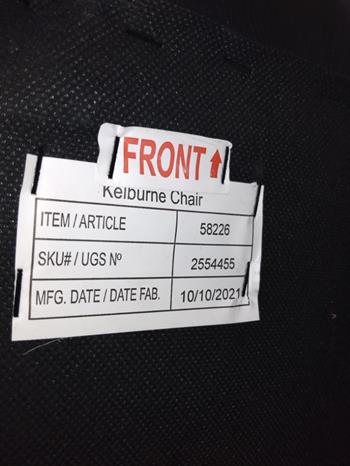 FRONT ↑
Kelburne Chair
ITEM / ARTICLE 58226
SKU# / UGS Nº 2554455
MFG. DATE / DATE FAB. 10/10/2021